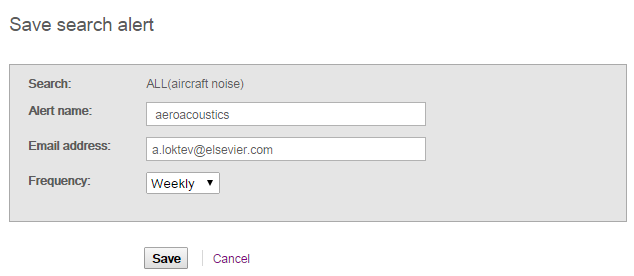 Save search alert
Search: ALL(aircraft noise)
Alert name: aeroacoustics
Email address: a.loktev@elsevier.com
Frequency: Weekly
Save Cancel